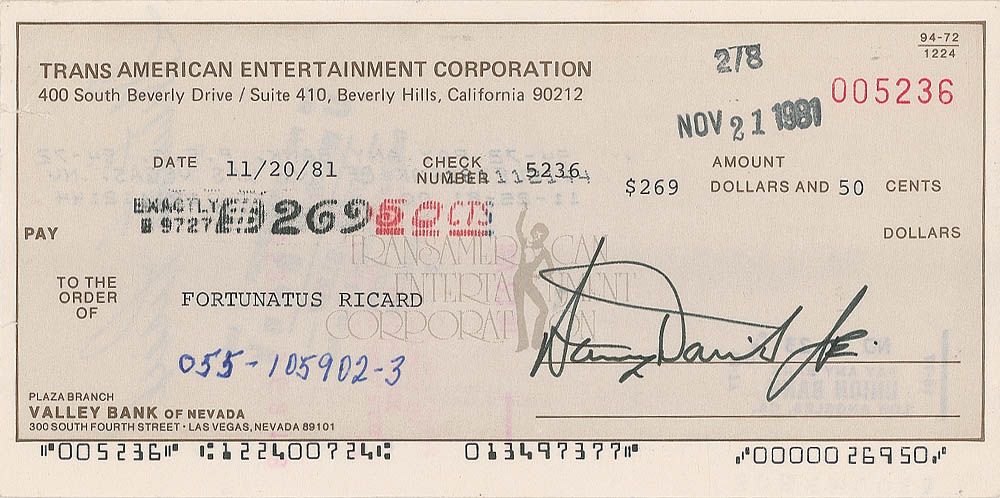 94-72
1224
TRANS AMERICAN ENTERTAINMENT CORPORATION
400 South Beverly Drive / Suite 410, Beverly Hills, California 90212
278
NOV 21 1981
005236
DATE 11/20/81 CHECK NUMBER 5236 AMOUNT
$269 DOLLARS AND 50 CENTS
EXACTLY 269 50 CTS
PAY DOLLARS
TRANSAMERICAN
ENTERTAINMENT
CORPORATION
TO THE
ORDER
OF
FORTUNATUS RICARD
055-105902-3
PLAZA BRANCH
VALLEY BANK OF NEVADA
300 SOUTH FOURTH STREET • LAS VEGAS, NEVADA 89101
⑈005236⑈ ⑆122400724⑆ 013497377⑈ ⑇0000026950⑇